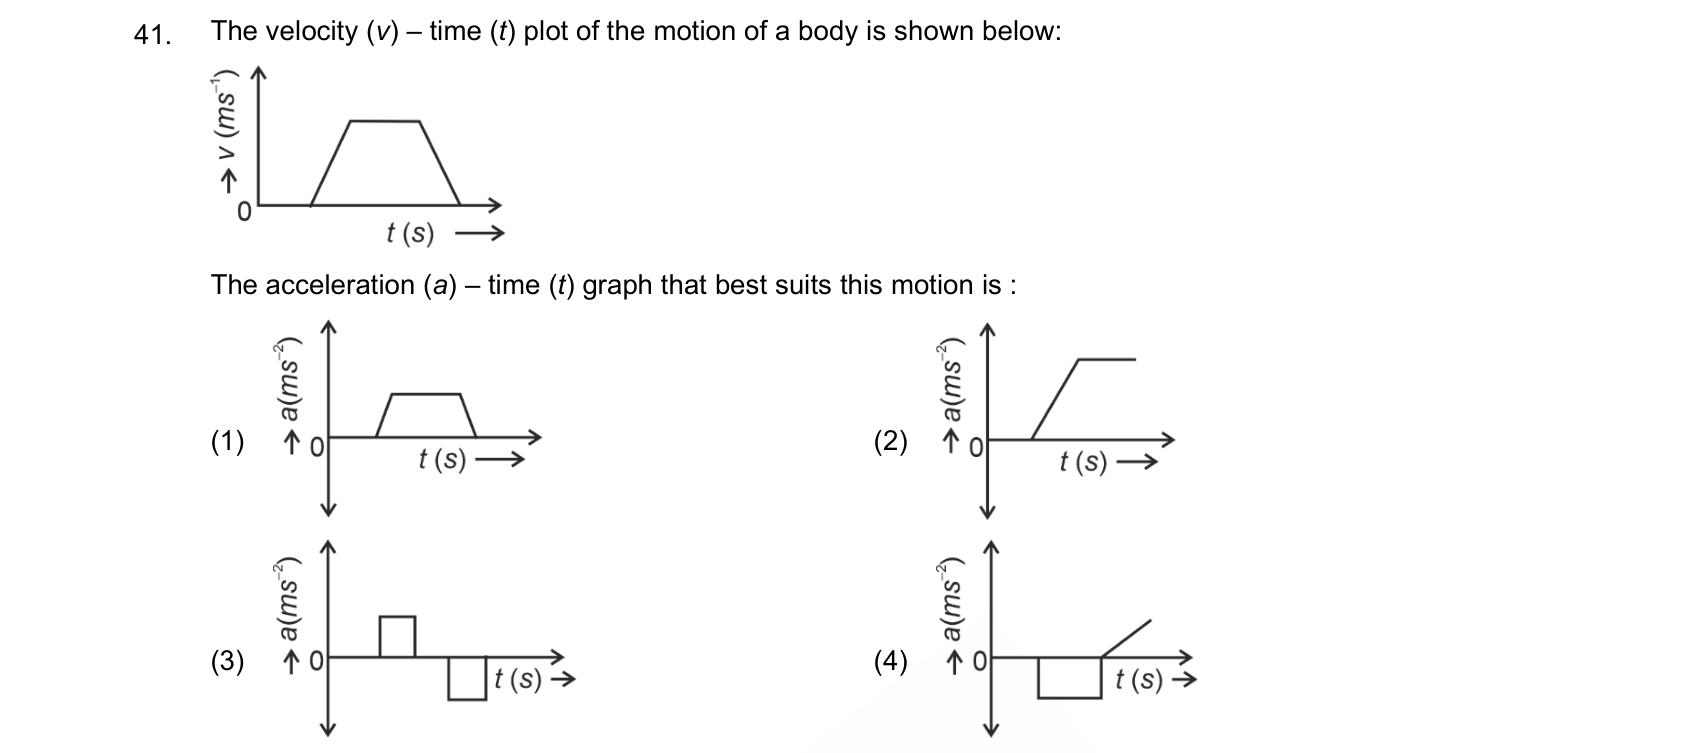 41. The velocity (v) – time (t) plot of the motion of a body is shown below:
→ v (ms⁻¹)
0
t (s)
The acceleration (a) – time (t) graph that best suits this motion is :
(1) → a(ms⁻²) 0 t (s)
(2) → a(ms⁻²) 0 t (s)
(3) → a(ms⁻²) 0 t (s)
(4) → a(ms⁻²) 0 t (s)